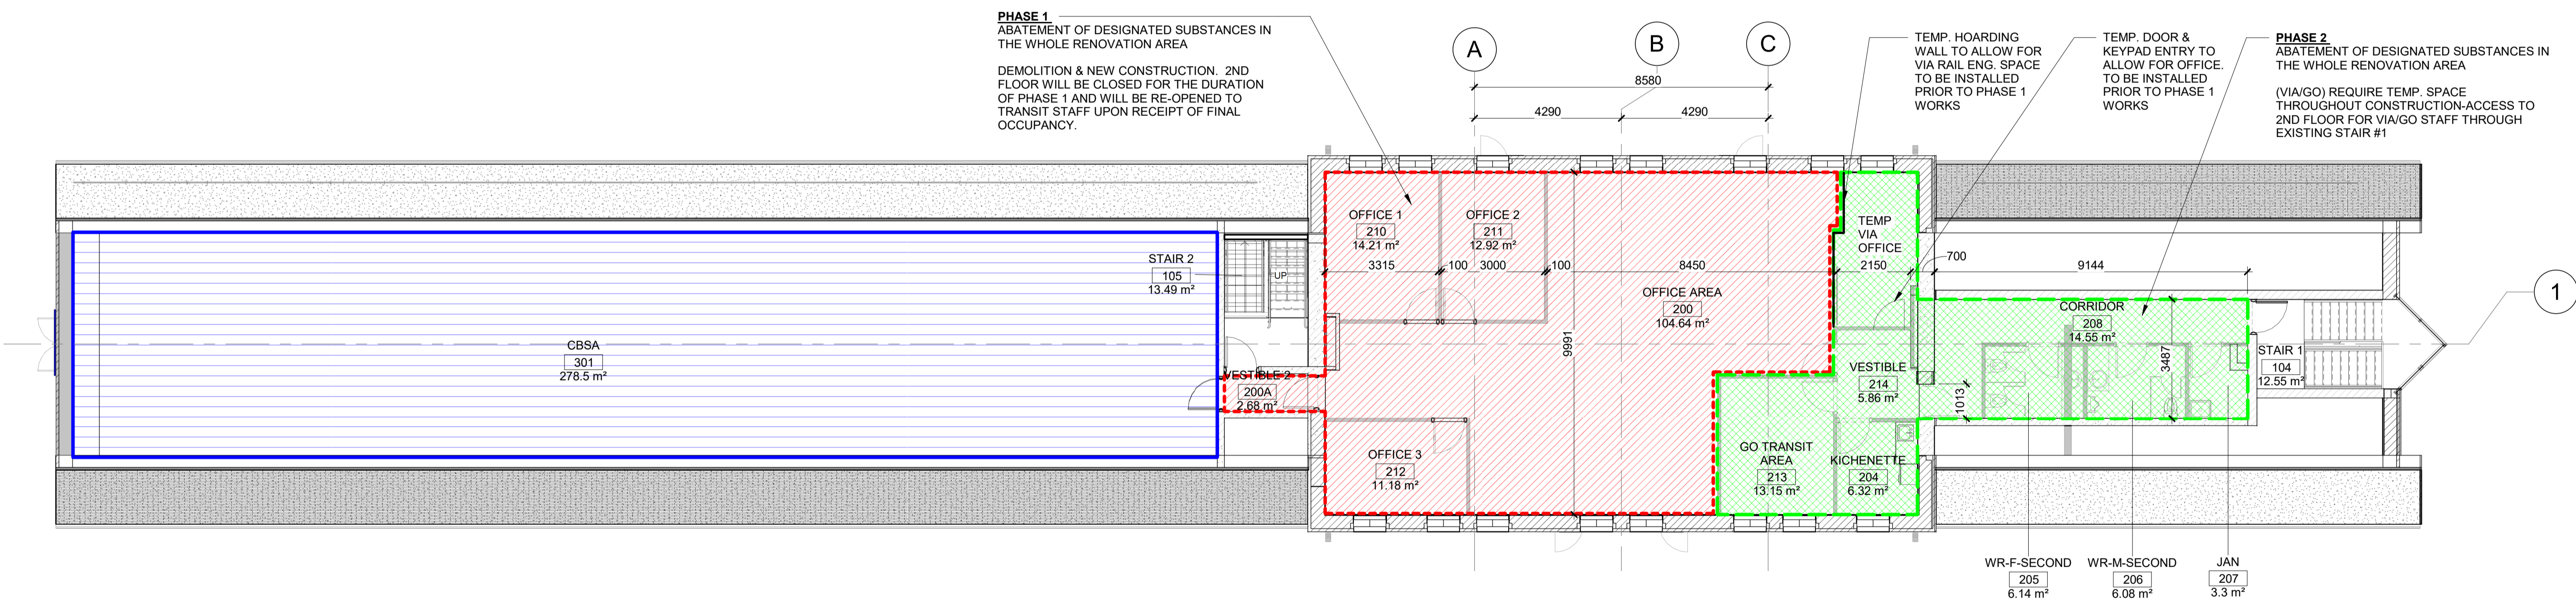 PHASE 1
ABATEMENT OF DESIGNATED SUBSTANCES IN
THE WHOLE RENOVATION AREA
DEMOLITION & NEW CONSTRUCTION. 2ND
FLOOR WILL BE CLOSED FOR THE DURATION
OF PHASE 1 AND WILL BE RE-OPENED TO
TRANSIT STAFF UPON RECEIPT OF FINAL
OCCUPANCY.
A
B
C
8580
4290
4290
TEMP. HOARDING
WALL TO ALLOW FOR
VIA RAIL ENG. SPACE
TO BE INSTALLED
PRIOR TO PHASE 1
WORKS
TEMP. DOOR &
KEYPAD ENTRY TO
ALLOW FOR OFFICE.
TO BE INSTALLED
PRIOR TO PHASE 1
WORKS
PHASE 2
ABATEMENT OF DESIGNATED SUBSTANCES IN
THE WHOLE RENOVATION AREA
(VIA/GO) REQUIRE TEMP. SPACE
THROUGHOUT CONSTRUCTION-ACCESS TO
2ND FLOOR FOR VIA/GO STAFF THROUGH
EXISTING STAIR #1
1
CBSA
301
278.5 m²
STAIR 2
105
13.49 m²
UP
VESTIBLE 2
200A
2.68 m²
OFFICE 1
210
14.21 m²
OFFICE 2
211
12.92 m²
3315
100
3000
100
8450
2150
700
9144
OFFICE AREA
200
104.64 m²
9991
OFFICE 3
212
11.18 m²
TEMP
VIA
OFFICE
VESTIBLE
214
5.86 m²
GO TRANSIT
AREA
213
13.15 m²
KICHENETTE
204
6.32 m²
CORRIDOR
208
14.55 m²
3487
1013
STAIR 1
104
12.55 m²
WR-F-SECOND
205
6.14 m²
WR-M-SECOND
206
6.08 m²
JAN
207
3.3 m²